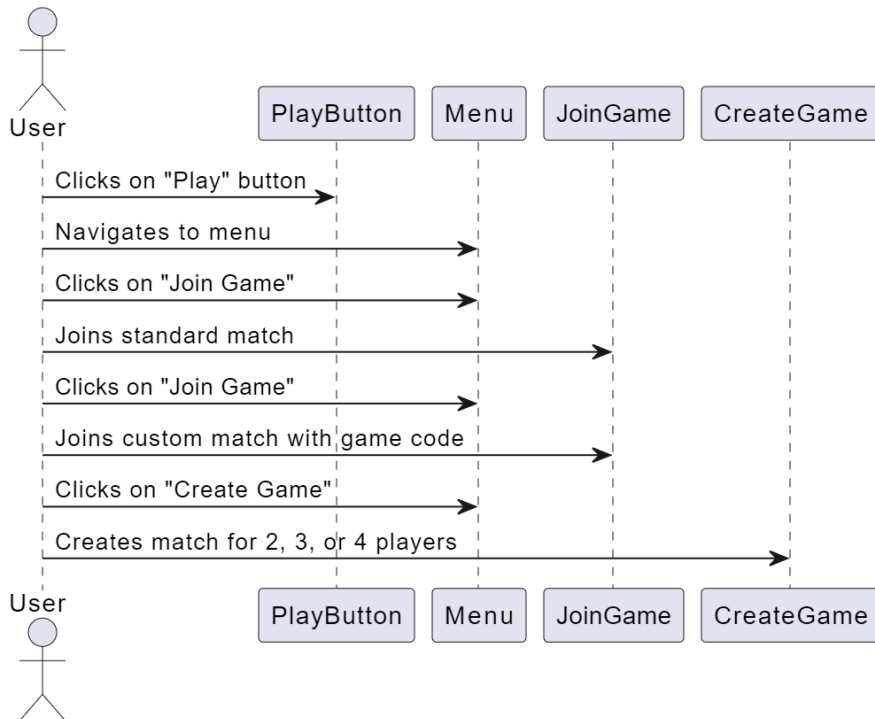 User
PlayButton
Menu
JoinGame
CreateGame
Clicks on "Play" button
Navigates to menu
Clicks on "Join Game"
Joins standard match
Clicks on "Join Game"
Joins custom match with game code
Clicks on "Create Game"
Creates match for 2, 3, or 4 players
User
PlayButton
Menu
JoinGame
CreateGame